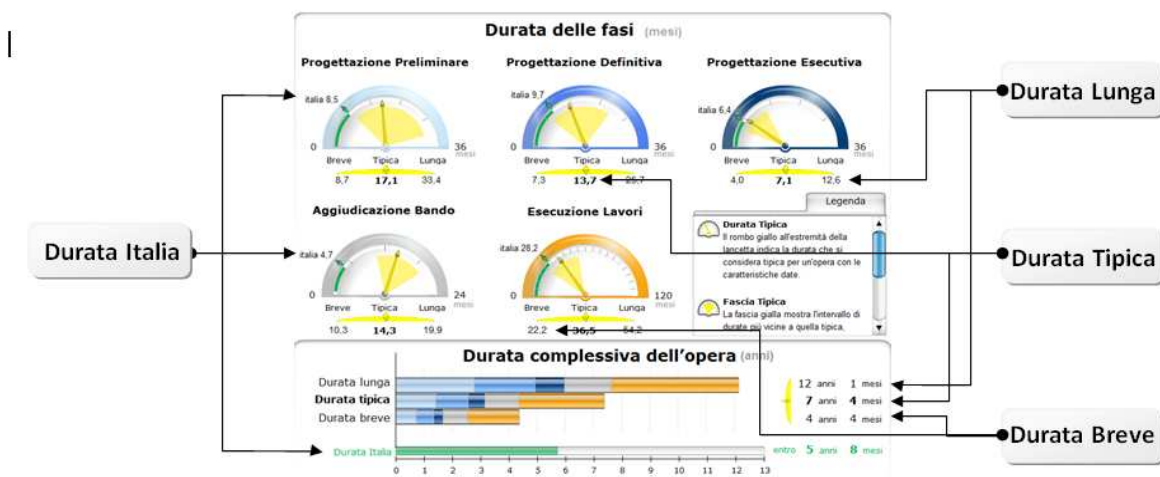 Durata delle fasi (mesi)
Progettazione Preliminare
Progettazione Definitiva
Progettazione Esecutiva
italia 8,5
italia 9,7
italia 6,4
0
36
mesi
0
36
mesi
0
36
mesi
Breve Tipica Lunga
Breve Tipica Lunga
Breve Tipica Lunga
8,7 17,1 33,4
7,3 13,7
4,0 7,1 12,6
Aggiudicazione Bando
Esecuzione Lavori
italia 4,7
italia 28,2
0
24
mesi
0
120
mesi
Breve Tipica Lunga
Breve Tipica Lunga
10,3 14,3 19,9
22,2 36,5
Legenda
Durata Tipica
Il rombo giallo all'estremità della
lancetta indica la durata che si
considera tipica per un'opera con le
caratteristiche date.
Fascia Tipica
La fascia gialla mostra l'intervallo di
durate più vicine a quella tipica,
Durata complessiva dell'opera (anni)
Durata lunga
Durata tipica
Durata breve
Durata Italia
12 anni 1 mesi
7 anni 4 mesi
4 anni 4 mesi
entro 5 anni 8 mesi
0 1 2 3 4 5 6 7 8 9 10 11 12 13
Durata Italia
Durata Lunga
Durata Tipica
Durata Breve